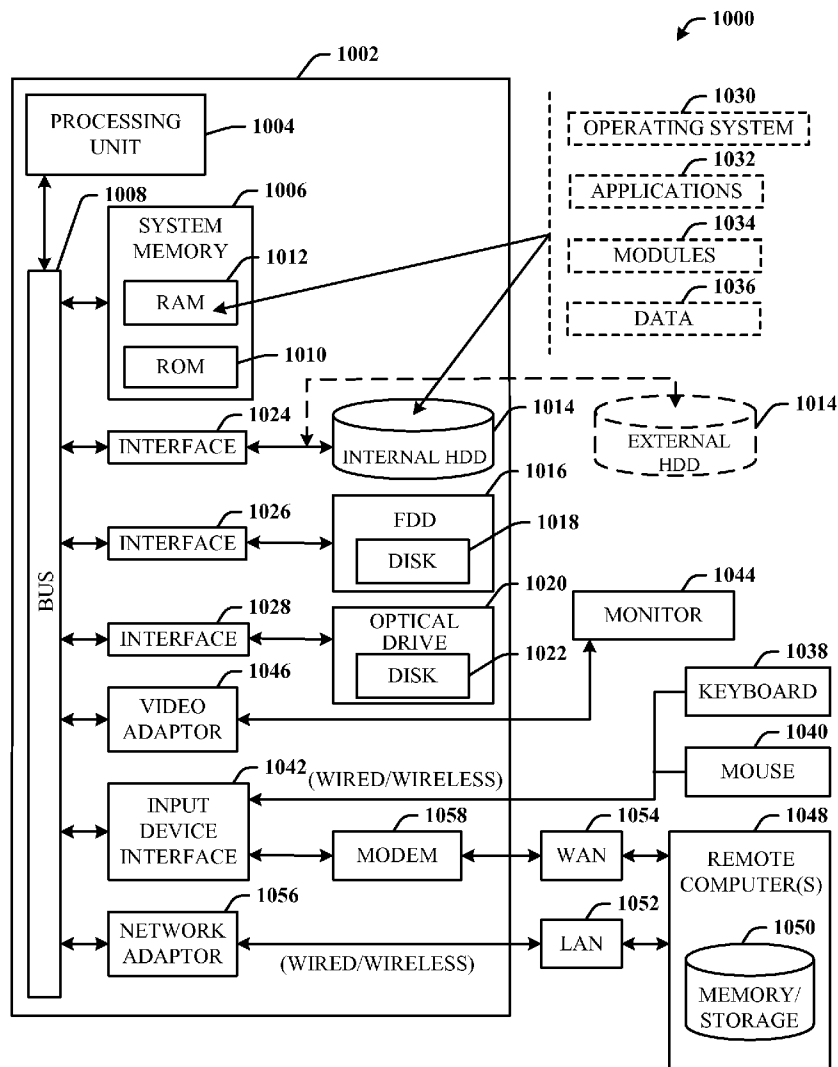 1000
1002
PROCESSING
UNIT
1004
1008
1006
SYSTEM
MEMORY
1012
RAM
1010
ROM
1030
OPERATING SYSTEM
1032
APPLICATIONS
1034
MODULES
1036
DATA
BUS
1024
INTERFACE
1014
INTERNAL HDD
1014
EXTERNAL
HDD
1026
INTERFACE
1016
FDD
1018
DISK
1028
INTERFACE
1020
OPTICAL
DRIVE
1022
DISK
1044
MONITOR
1046
VIDEO
ADAPTOR
1038
KEYBOARD
1040
MOUSE
1042
INPUT
DEVICE
INTERFACE
(WIRED/WIRELESS)
1058
MODEM
1054
WAN
1048
REMOTE
COMPUTER(S)
1056
NETWORK
ADAPTOR
(WIRED/WIRELESS)
1052
LAN
1050
MEMORY/
STORAGE